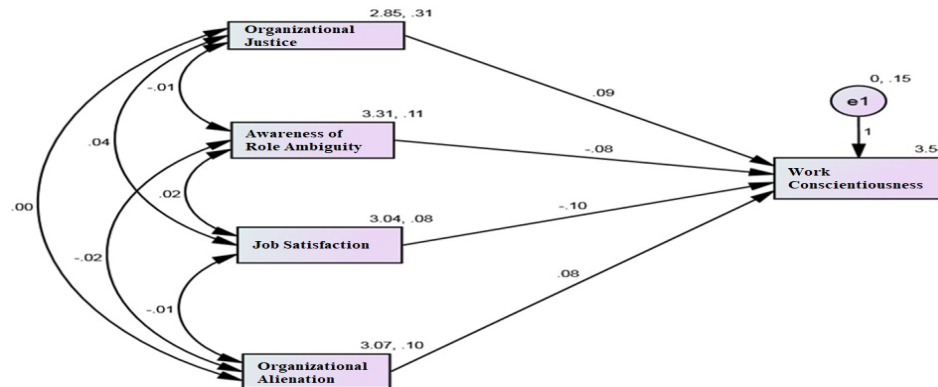 2.85, .31
Organizational
Justice
-.01
.09
0, .15
e1
1
3.31, .11
Awareness of
Role Ambiguity
.04
-.08
3.5
Work
Conscientiousness
.02
.00
3.04, .08
Job Satisfaction
-.10
-.02
.08
-.01
3.07, .10
Organizational
Alienation